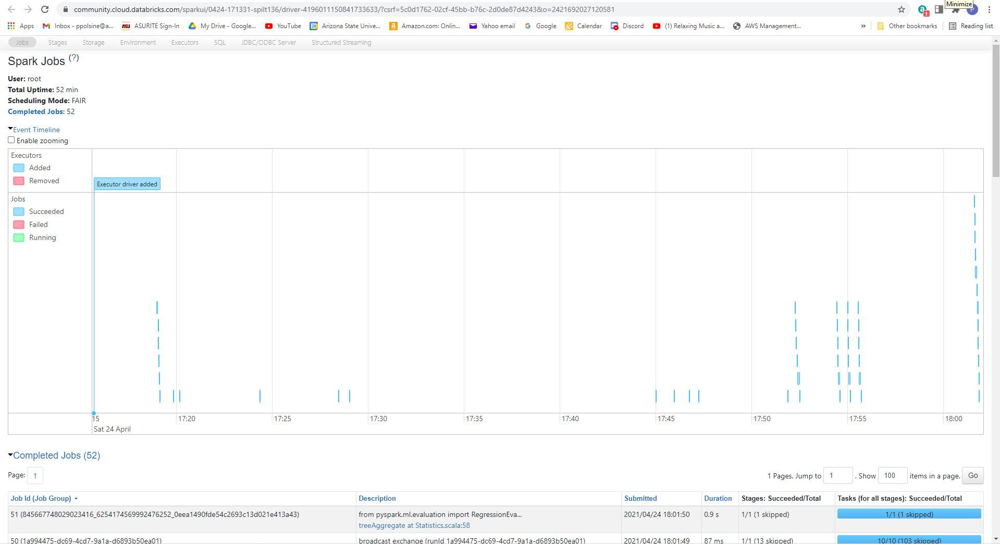 Minimize
community.cloud.databricks.com/sparkui/0424-171331-spilt136/driver-4196011150841733633/?csrf=5c0d1762-02cf-45bb-b76c-2d0de87d4243&o=2421692027120581
1
Apps Inbox - ppolsine@a... ASURITE Sign-In My Drive - Google... YouTube Arizona State Unive... Amazon.com: Onlin... Yahoo email Google Calendar Discord (1) Relaxing Music a... AWS Management... » Other bookmarks Reading list
Jobs Stages Storage Environment Executors SQL JDBC/ODBC Server Structured Streaming
Spark Jobs (?)
User: root
Total Uptime: 52 min
Scheduling Mode: FAIR
Completed Jobs: 52
Event Timeline
Enable zooming
Executors
Added
Removed
Executor driver added
Jobs
Succeeded
Failed
Running
15 17:20 17:25 17:30 17:35 17:40 17:45 17:50 17:55 18:00
Sat 24 April
Completed Jobs (52)
Page: 1 1 Pages. Jump to 1 . Show 100 items in a page. Go
Job Id (Job Group) Description Submitted Duration Stages: Succeeded/Total Tasks (for all stages): Succeeded/Total
51 (845667748029023416_6254174569992476252_0eea1490fde54c2693c13d021e413a43) from pyspark.ml.evaluation import RegressionEva... 2021/04/24 18:01:50 0.9 s 1/1 (1 skipped) 1/1 (1 skipped)
treeAggregate at Statistics.scala:58
50 (1a994475-dc69-4cd7-9a1a-d6893b50ea01) broadcast exchange (runId 1a994475-dc69-4cd7-9a1a-d6893b50ea01) 2021/04/24 18:01:49 87 ms 1/1 (13 skipped) 10/10 (103 skipped)